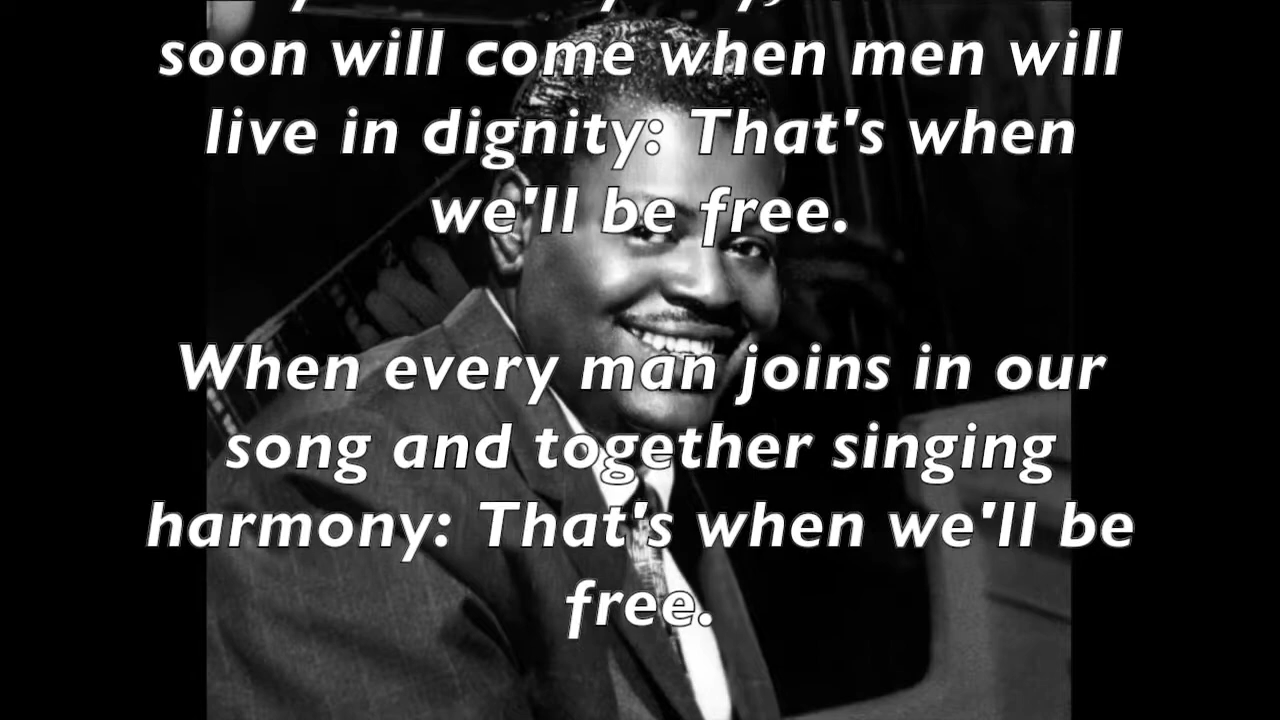 soon will come when men will
live in dignity: That's when
we'll be free.
When every man joins in our
song and together singing
harmony: That's when we'll be
free.